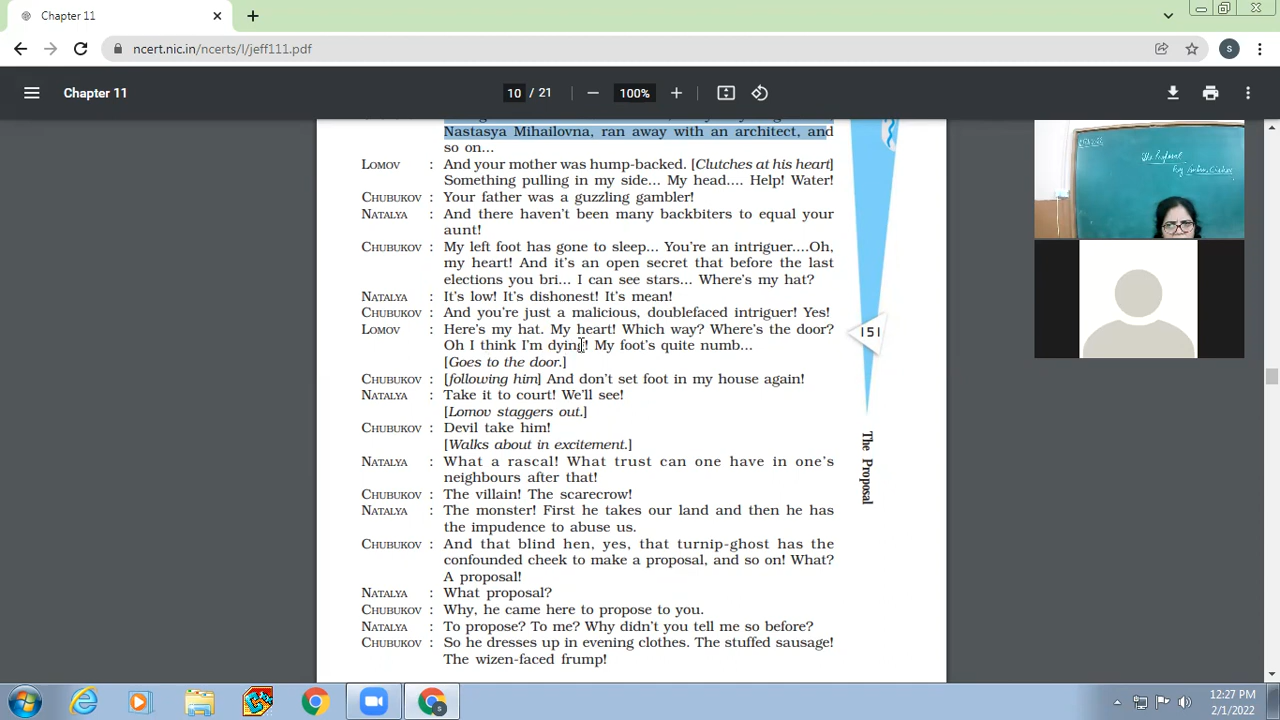 Chapter 11
ncert.nic.in/ncerts/l/jeff111.pdf
S
Chapter 11
10 / 21
100%
Nastasya Mihailovna, ran away with an architect, and
so on...
LOMOV : And your mother was hump-backed. [Clutches at his heart]
Something pulling in my side... My head.... Help! Water!
CHUBUKOV : Your father was a guzzling gambler!
NATALYA : And there haven't been many backbiters to equal your
aunt!
CHUBUKOV : My left foot has gone to sleep... You're an intriguer....Oh,
my heart! And it's an open secret that before the last
elections you bri... I can see stars... Where's my hat?
NATALYA : It's low! It's dishonest! It's mean!
CHUBUKOV : And you're just a malicious, doublefaced intriguer! Yes!
LOMOV : Here's my hat. My heart! Which way? Where's the door?
Oh I think I'm dying! My foot's quite numb...
[Goes to the door.]
CHUBUKOV : [following him] And don't set foot in my house again!
NATALYA : Take it to court! We'll see!
[Lomov staggers out.]
CHUBUKOV : Devil take him!
[Walks about in excitement.]
NATALYA : What a rascal! What trust can one have in one's
neighbours after that!
CHUBUKOV : The villain! The scarecrow!
NATALYA : The monster! First he takes our land and then he has
the impudence to abuse us.
CHUBUKOV : And that blind hen, yes, that turnip-ghost has the
confounded cheek to make a proposal, and so on! What?
A proposal!
NATALYA : What proposal?
CHUBUKOV : Why, he came here to propose to you.
NATALYA : To propose? To me? Why didn't you tell me so before?
CHUBUKOV : So he dresses up in evening clothes. The stuffed sausage!
The wizen-faced frump!
151
The Proposal
The Proposal
By
12:27 PM
2/1/2022